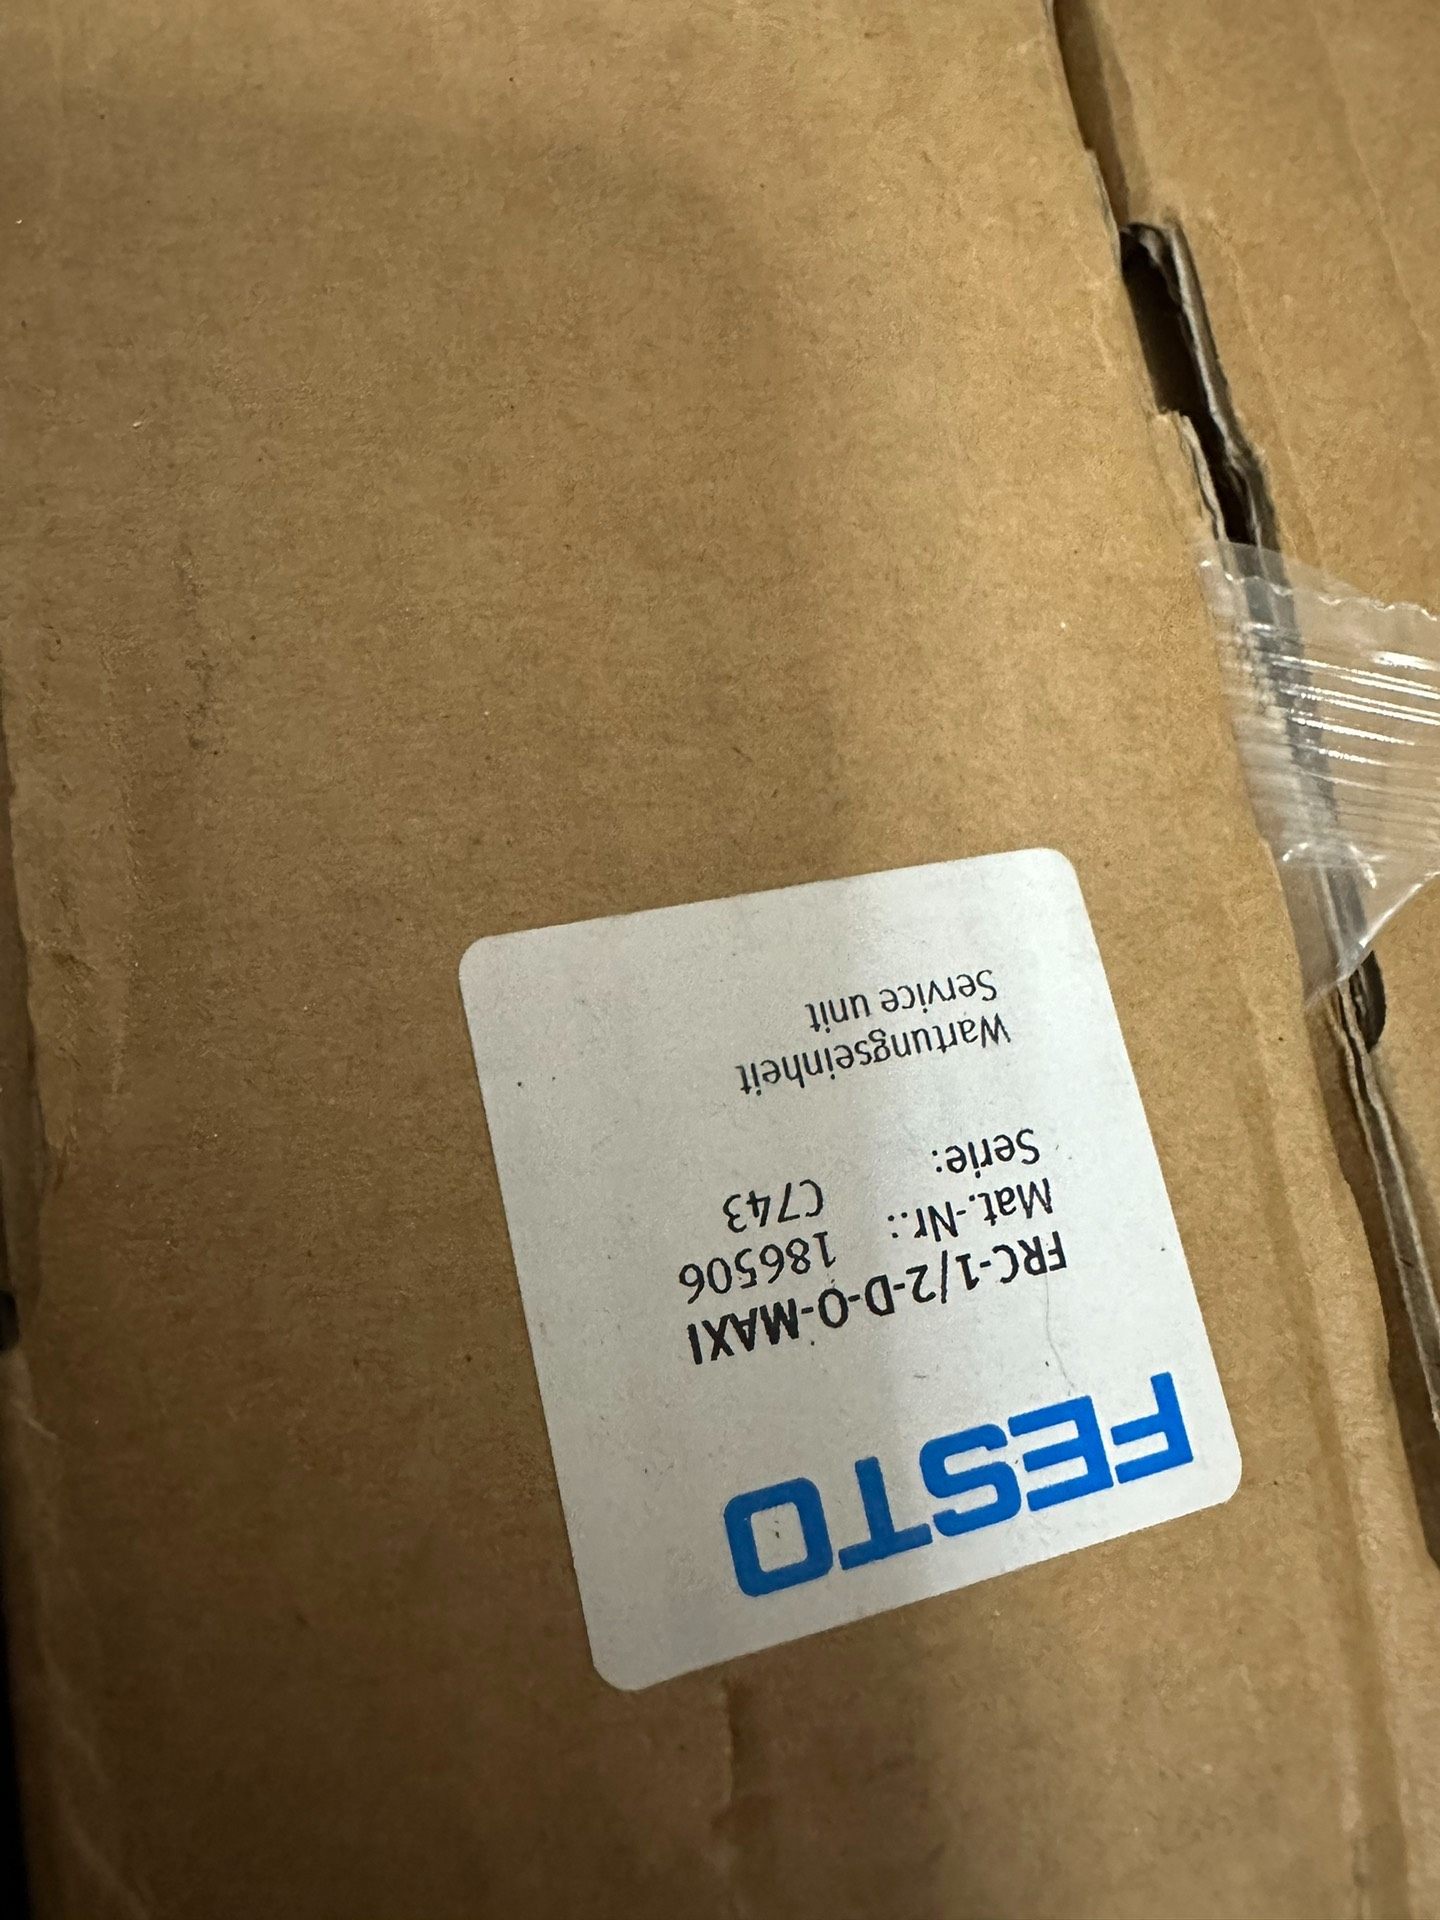 FESTO
FRC-1/2-D-O-MAXI
Mat.-Nr.: 186506
Serie: C743
Wartungseinheit
Service unit